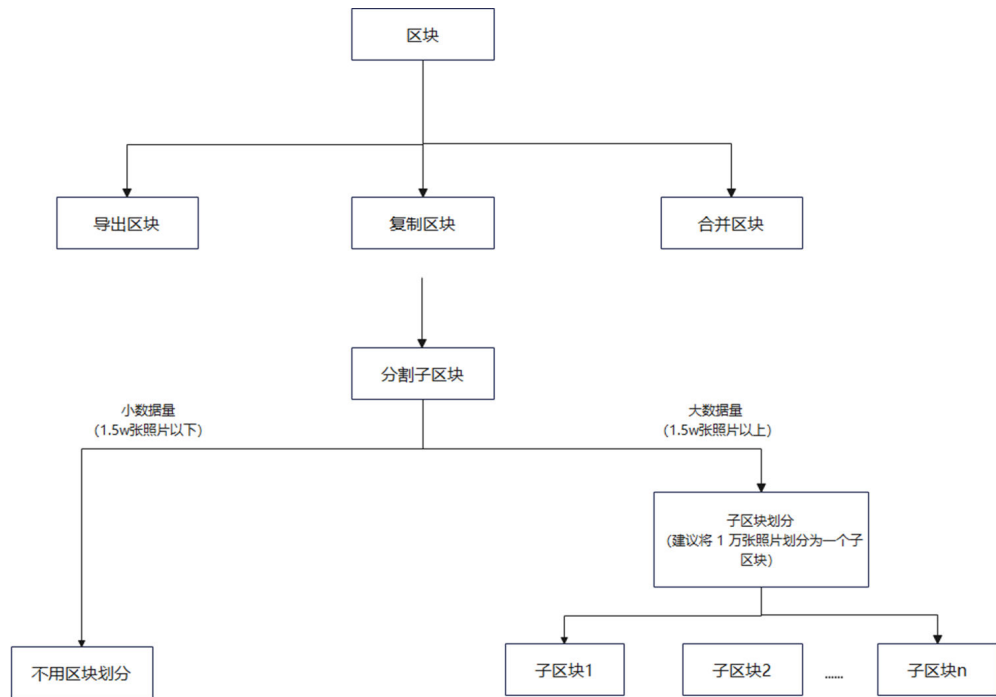 区块
导出区块
复制区块
合并区块
分割子区块
小数据量
(1.5w张照片以下)
大数据量
(1.5w张照片以上)
子区块划分
(建议将 1 万张照片划分为一个子
区块)
不用区块划分
子区块1
子区块2
......
子区块n